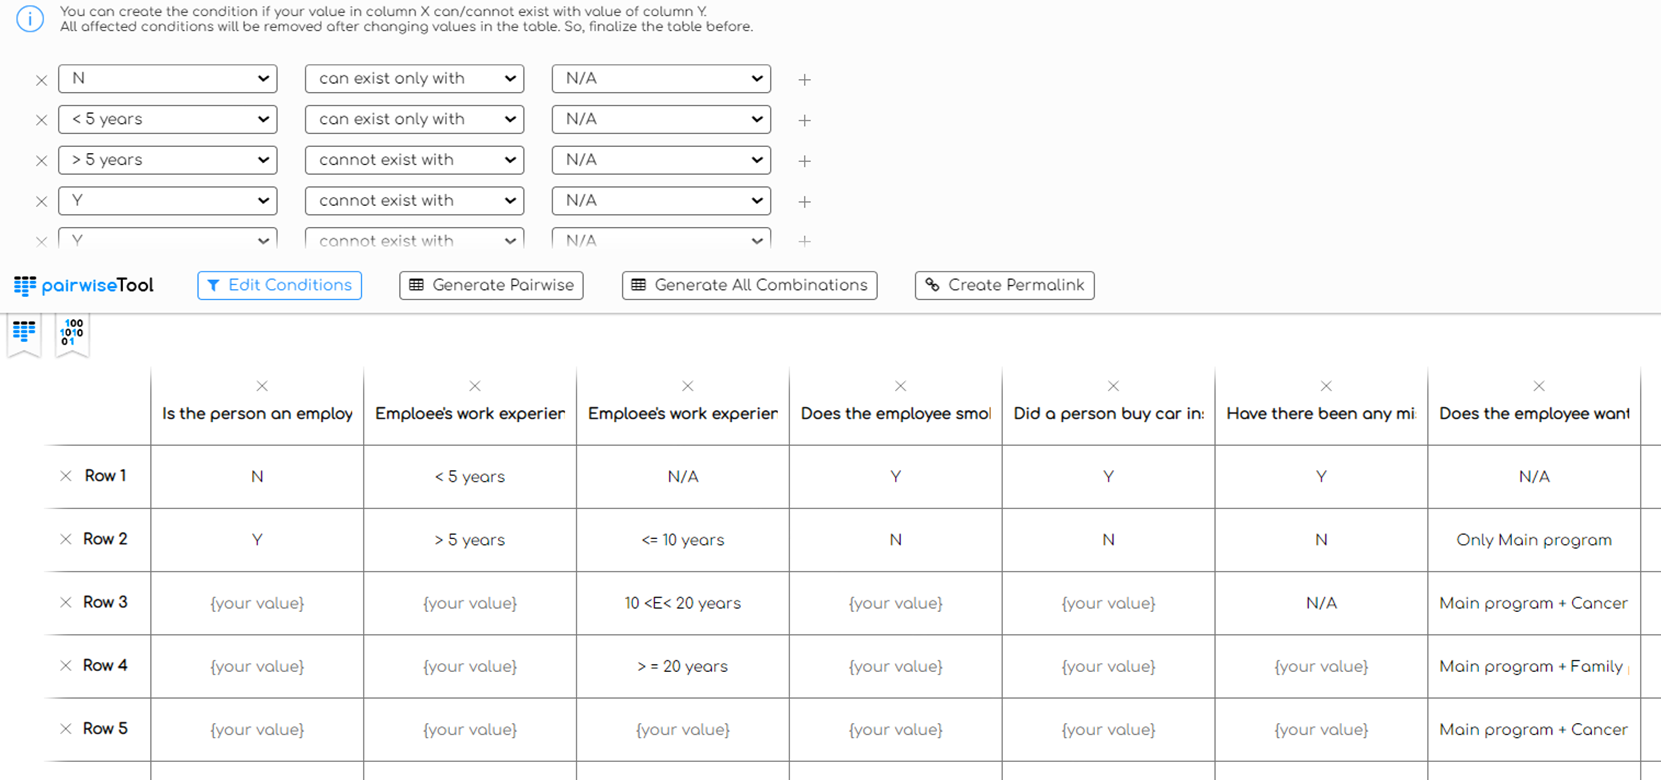 You can create the condition if your value in column X can/cannot exist with value of column Y.
All affected conditions will be removed after changing values in the table. So, finalize the table before.
N can exist only with N/A
< 5 years can exist only with N/A
> 5 years cannot exist with N/A
Y cannot exist with N/A
Y cannot exist with N/A
pairwiseTool Edit Conditions Generate Pairwise Generate All Combinations Create Permalink
100
1010
01
Is the person an employ Emploee's work experier Emploee's work experier Does the employee smo Did a person buy car in Have there been any mi Does the employee want
Row 1 N < 5 years N/A Y Y Y N/A
Row 2 Y > 5 years <= 10 years N N N Only Main program
Row 3 {your value} {your value} 10 <E< 20 years {your value} {your value} N/A Main program + Cancer
Row 4 {your value} {your value} > = 20 years {your value} {your value} {your value} Main program + Family
Row 5 {your value} {your value} {your value} {your value} {your value} {your value} Main program + Cancer